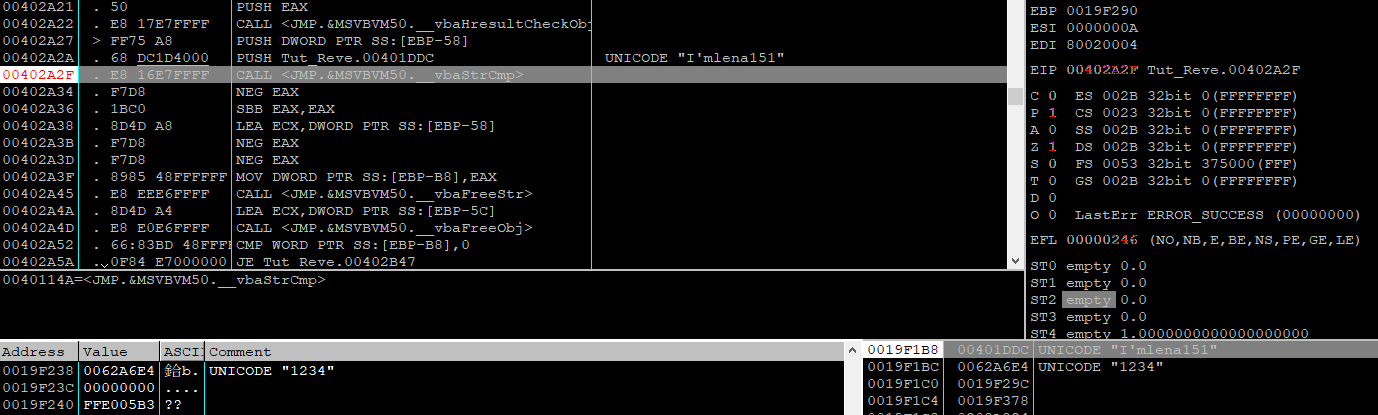 00402A21 . 50 PUSH EAX
00402A22 . E8 17E7FFFF CALL <JMP.&MSVBVM50.__vbaHresultCheckObj
00402A27 > FF75 A8 PUSH DWORD PTR SS:[EBP-58]
00402A2A . 68 DC1D4000 PUSH Tut_Reve.00401DDC UNICODE "I'mlena151"
00402A2F . E8 16E7FFFF CALL <JMP.&MSVBVM50.__vbaStrCmp>
00402A34 . F7D8 NEG EAX
00402A36 . 1BC0 SBB EAX,EAX
00402A38 . 8D4D A8 LEA ECX,DWORD PTR SS:[EBP-58]
00402A3B . F7D8 NEG EAX
00402A3D . F7D8 NEG EAX
00402A3F . 8985 48FFFFFF MOV DWORD PTR SS:[EBP-B8],EAX
00402A45 . E8 EEE6FFFF CALL <JMP.&MSVBVM50.__vbaFreeStr>
00402A4A . 8D4D A4 LEA ECX,DWORD PTR SS:[EBP-5C]
00402A4D . E8 E0E6FFFF CALL <JMP.&MSVBVM50.__vbaFreeObj>
00402A52 . 66:83BD 48FFF CMP WORD PTR SS:[EBP-B8],0
00402A5A . 0F84 E7000000 JE Tut_Reve.00402B47
0040114A=<JMP.&MSVBVM50.__vbaStrCmp>
EBP 0019F290
ESI 0000000A
EDI 80020004
EIP 00402A2F Tut_Reve.00402A2F
C 0 ES 002B 32bit 0(FFFFFFFF)
P 1 CS 0023 32bit 0(FFFFFFFF)
A 0 SS 002B 32bit 0(FFFFFFFF)
Z 1 DS 002B 32bit 0(FFFFFFFF)
S 0 FS 0053 32bit 375000(FFF)
T 0 GS 002B 32bit 0(FFFFFFFF)
D 0
O 0 LastErr ERROR_SUCCESS (00000000)
EFL 00000246 (NO,NB,E,BE,NS,PE,GE,LE)
ST0 empty 0.0
ST1 empty 0.0
ST2 empty 0.0
ST3 empty 0.0
ST4 empty 1.0000000000000000000
Address Value ASCII Comment
0019F238 0062A6E4 b. UNICODE "1234"
0019F23C 00000000 ....
0019F240 FFE005B3 ??
0019F1B8 00401DDC UNICODE "I'mlena151"
0019F1BC 0062A6E4 UNICODE "1234"
0019F1C0 0019F29C
0019F1C4 0019F378